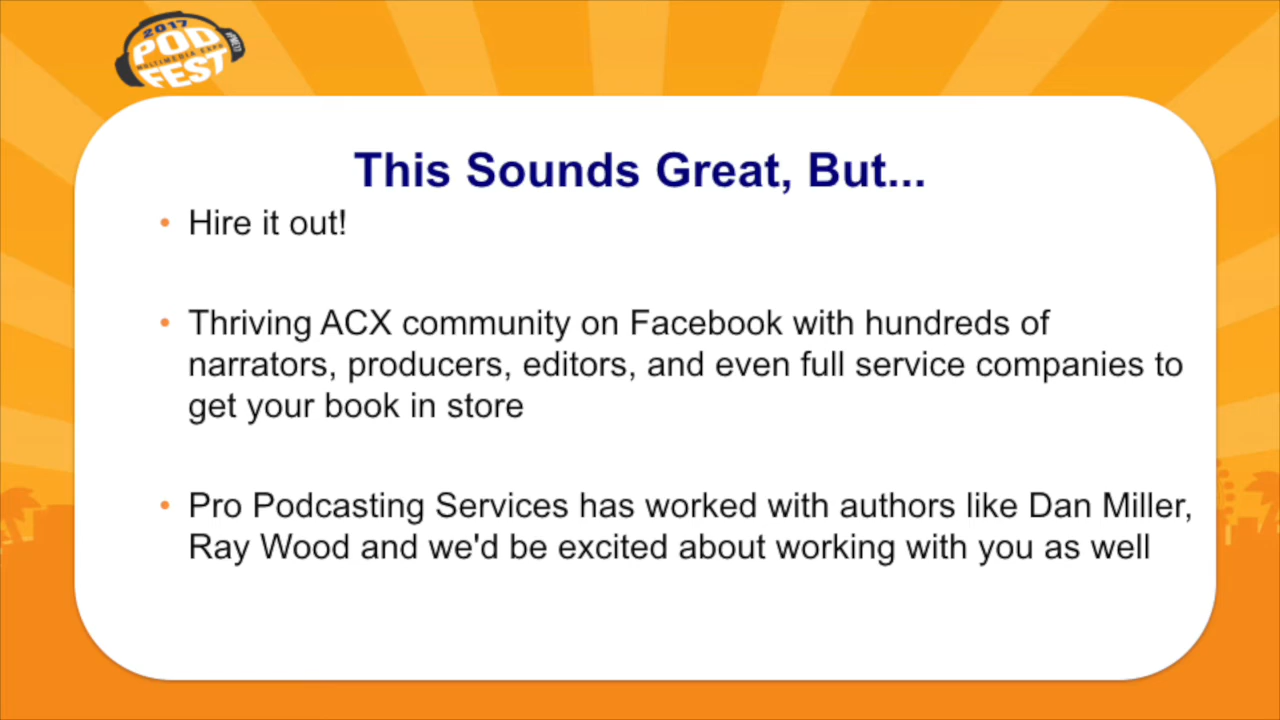 2017
POD
MULTIMEDIA EXPO
FEST
This Sounds Great, But...
• Hire it out!
• Thriving ACX community on Facebook with hundreds of
narrators, producers, editors, and even full service companies to
get your book in store
• Pro Podcasting Services has worked with authors like Dan Miller,
Ray Wood and we'd be excited about working with you as well